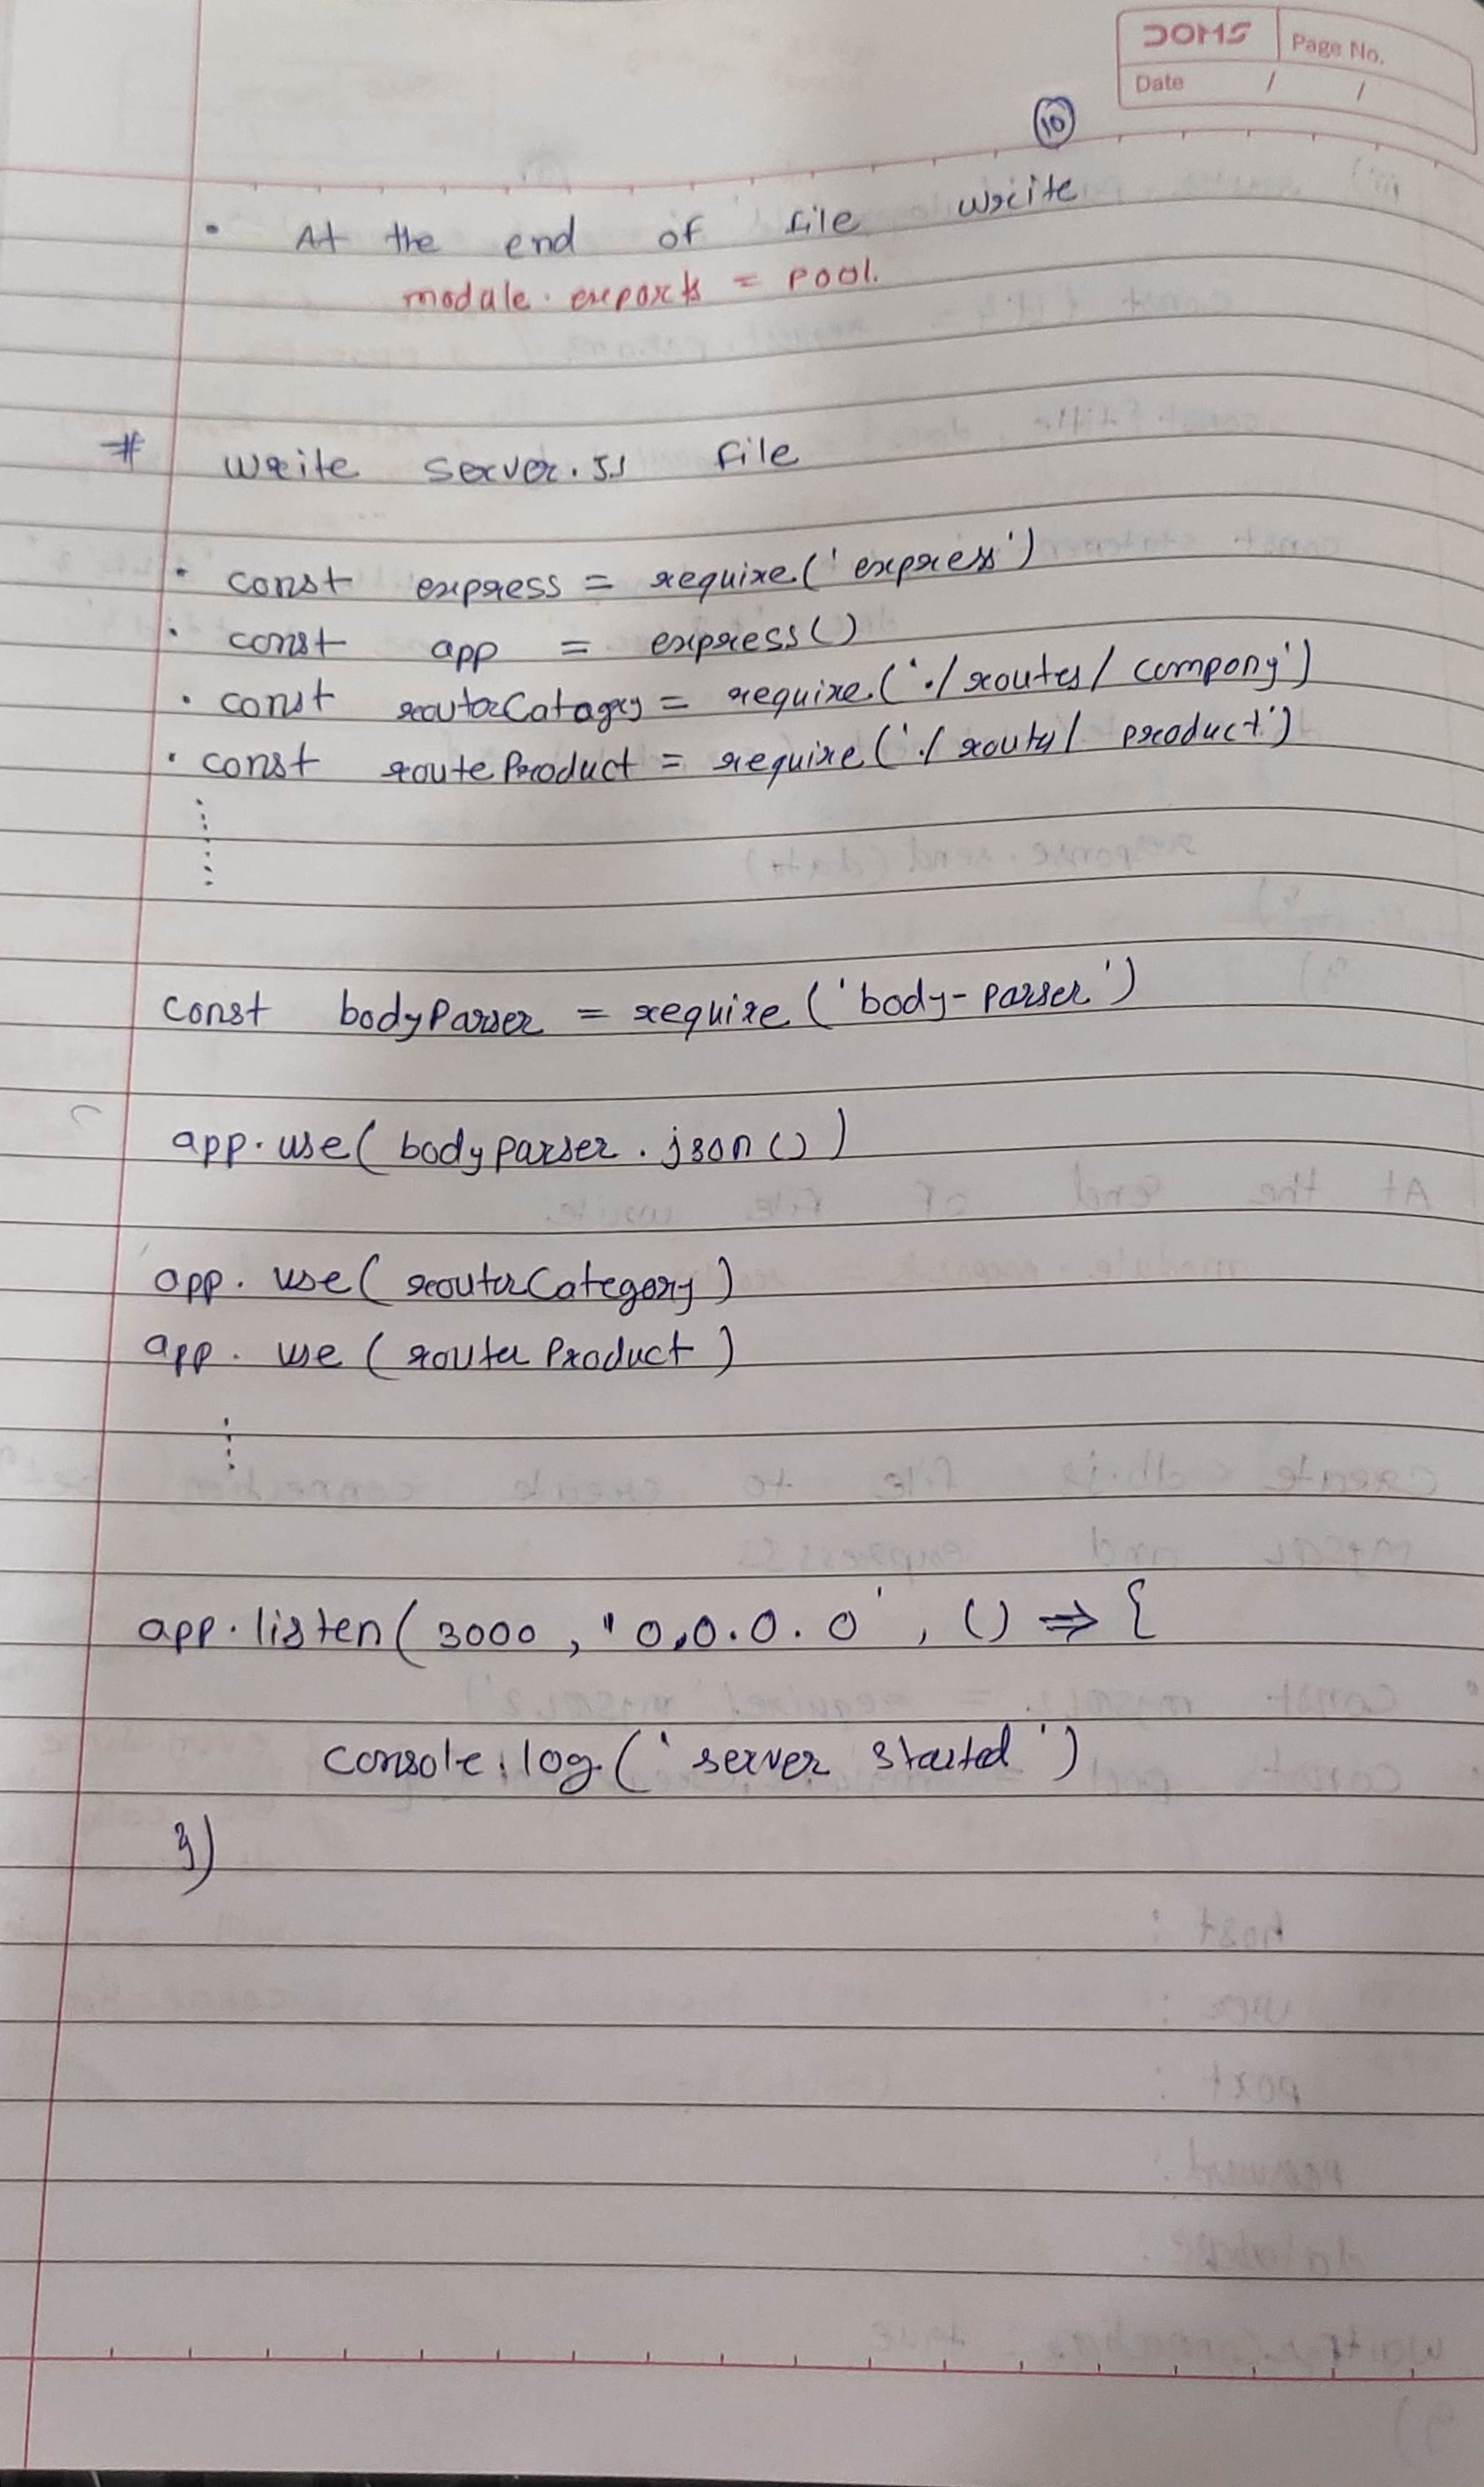 DOMS
Page No.
Date / /
10
• At the end of file write
module.exports = pool.
# write server.js file
• const express = require('express')
• const app = express()
• const routerCatagry = require('./routes/compony')
• const routeProduct = require('./routes/product')
const bodyParser = require('body-parser')
app.use(bodyparser.json())
app.use(routerCategory)
app.use(router Product)
app.listen(3000, "0.0.0.0', () => {
console.log('server started')
})